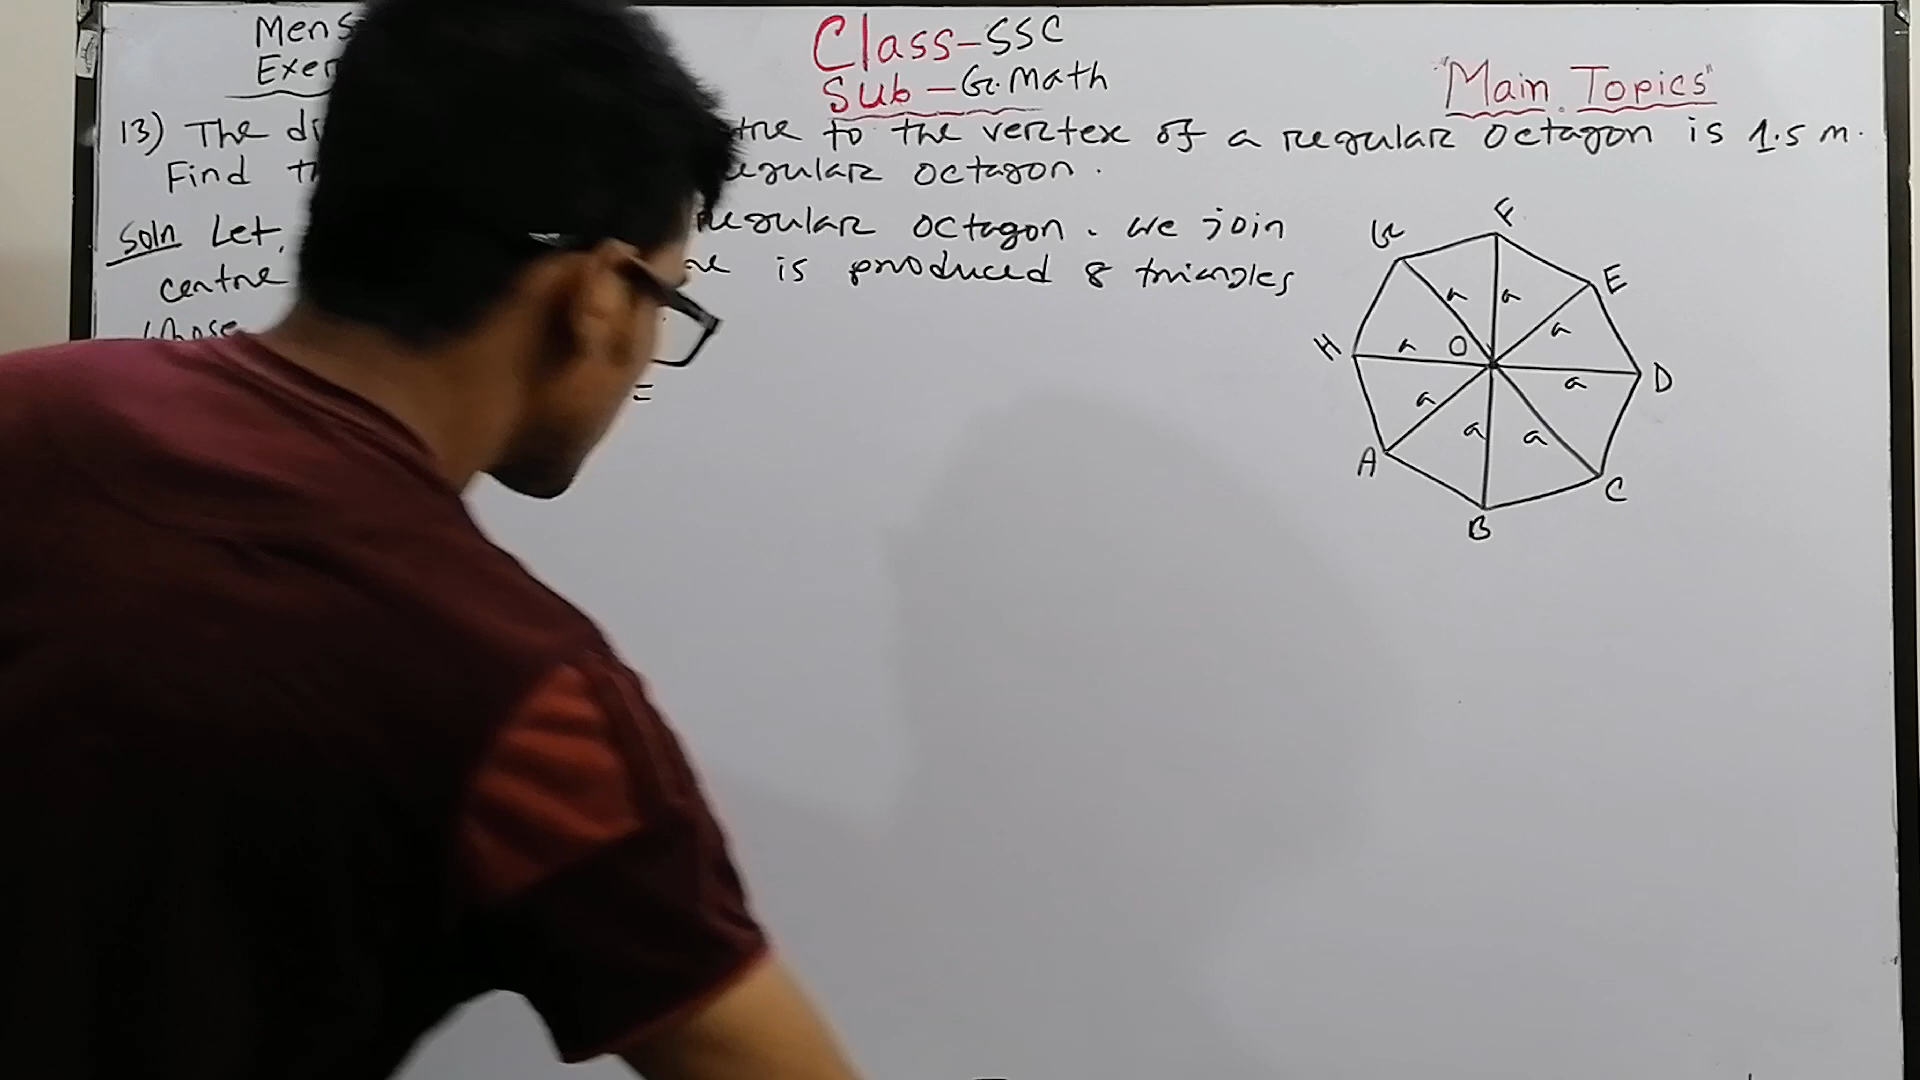 Mens
Exer
Class-SSC
Sub-G.Math
"Main Topics"
13) The di tre to the vertex of a regular octagon is 1.5 m.
Find th egular octagon.
Soln Let, regular octagon. We join
centre is produced 8 triangles
whose
=
G
F
E
a
a
a
H
a
O
a
D
a
a
a
A
C
B